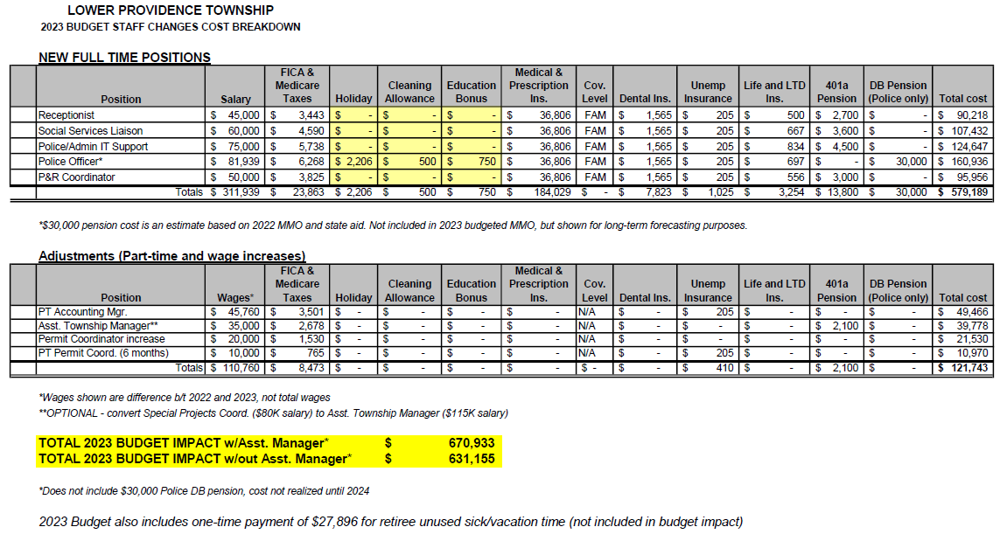 LOWER PROVIDENCE TOWNSHIP
2023 BUDGET STAFF CHANGES COST BREAKDOWN
NEW FULL TIME POSITIONS
Position Salary FICA & Medicare Taxes Holiday Cleaning Allowance Education Bonus Medical & Prescription Ins. Cov. Level Dental Ins. Unemp Insurance Life and LTD Ins. 401a Pension DB Pension (Police only) Total cost
Receptionist $ 45,000 $ 3,443 $ - $ - $ - $ 36,806 FAM $ 1,565 $ 205 $ 500 $ 2,700 $ - $ 90,218
Social Services Liaison $ 60,000 $ 4,590 $ - $ - $ - $ 36,806 FAM $ 1,565 $ 205 $ 667 $ 3,600 $ - $ 107,432
Police/Admin IT Support $ 75,000 $ 5,738 $ - $ - $ - $ 36,806 FAM $ 1,565 $ 205 $ 834 $ 4,500 $ - $ 124,647
Police Officer* $ 81,939 $ 6,268 $ 2,206 $ 500 $ 750 $ 36,806 FAM $ 1,565 $ 205 $ 697 $ - $ 30,000 $ 160,936
P&R Coordinator $ 50,000 $ 3,825 $ - $ - $ - $ 36,806 FAM $ 1,565 $ 205 $ 556 $ 3,000 $ - $ 95,956
Totals $ 311,939 $ 23,863 $ 2,206 $ 500 $ 750 $ 184,029 $ - $ 7,823 $ 1,025 $ 3,254 $ 13,800 $ 30,000 $ 579,189
*$30,000 pension cost is an estimate based on 2022 MMO and state aid. Not included in 2023 budgeted MMO, but shown for long-term forecasting purposes.
Adjustments (Part-time and wage increases)
Position Wages* FICA & Medicare Taxes Holiday Cleaning Allowance Education Bonus Medical & Prescription Ins. Cov. Level Dental Ins. Unemp Insurance Life and LTD Ins. 401a Pension DB Pension (Police only) Total cost
PT Accounting Mgr. $ 45,760 $ 3,501 $ - $ - $ - $ - N/A $ - $ 205 $ - $ - $ - $ 49,466
Asst. Township Manager** $ 35,000 $ 2,678 $ - $ - $ - $ - N/A $ - $ - $ - $ 2,100 $ - $ 39,778
Permit Coordinator increase $ 20,000 $ 1,530 $ - $ - $ - $ - N/A $ - $ - $ - $ - $ - $ 21,530
PT Permit Coord. (6 months) $ 10,000 $ 765 $ - $ - $ - $ - N/A $ - $ 205 $ - $ - $ - $ 10,970
Totals $ 110,760 $ 8,473 $ - $ - $ - $ - $ - $ - $ 410 $ - $ 2,100 $ - $ 121,743
*Wages shown are difference b/t 2022 and 2023, not total wages
**OPTIONAL - convert Special Projects Coord. ($80K salary) to Asst. Township Manager ($115K salary)
TOTAL 2023 BUDGET IMPACT w/Asst. Manager* $ 670,933
TOTAL 2023 BUDGET IMPACT w/out Asst. Manager* $ 631,155
*Does not include $30,000 Police DB pension, cost not realized until 2024
2023 Budget also includes one-time payment of $27,896 for retiree unused sick/vacation time (not included in budget impact)